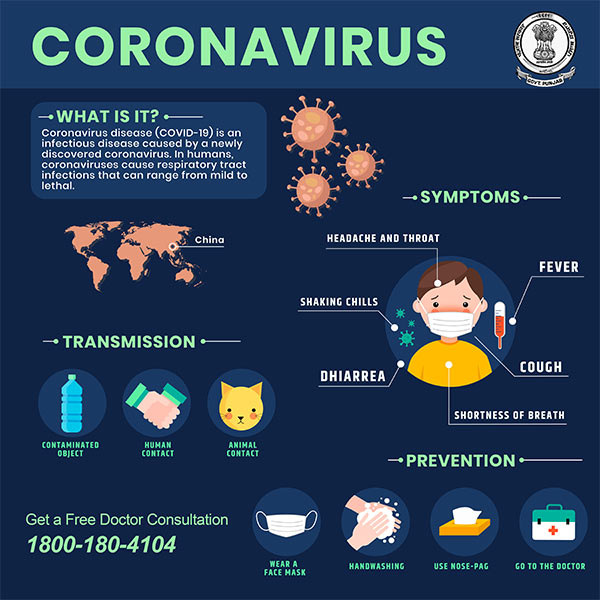 CORONAVIRUS
GOVT. PUNJAB
WHAT IS IT?
Coronavirus disease (COVID-19) is an
infectious disease caused by a newly
discovered coronavirus. In humans,
coronaviruses cause respiratory tract
infections that can range from mild to
lethal.
China
SYMPTOMS
HEADACHE AND THROAT
FEVER
SHAKING CHILLS
DHIARREA
COUGH
SHORTNESS OF BREATH
TRANSMISSION
CONTAMINATED
OBJECT
HUMAN
CONTACT
ANIMAL
CONTACT
PREVENTION
WEAR A
FACE MASK
HANDWASHING
USE NOSE-PAG
GO TO THE DOCTOR
Get a Free Doctor Consultation
1800-180-4104